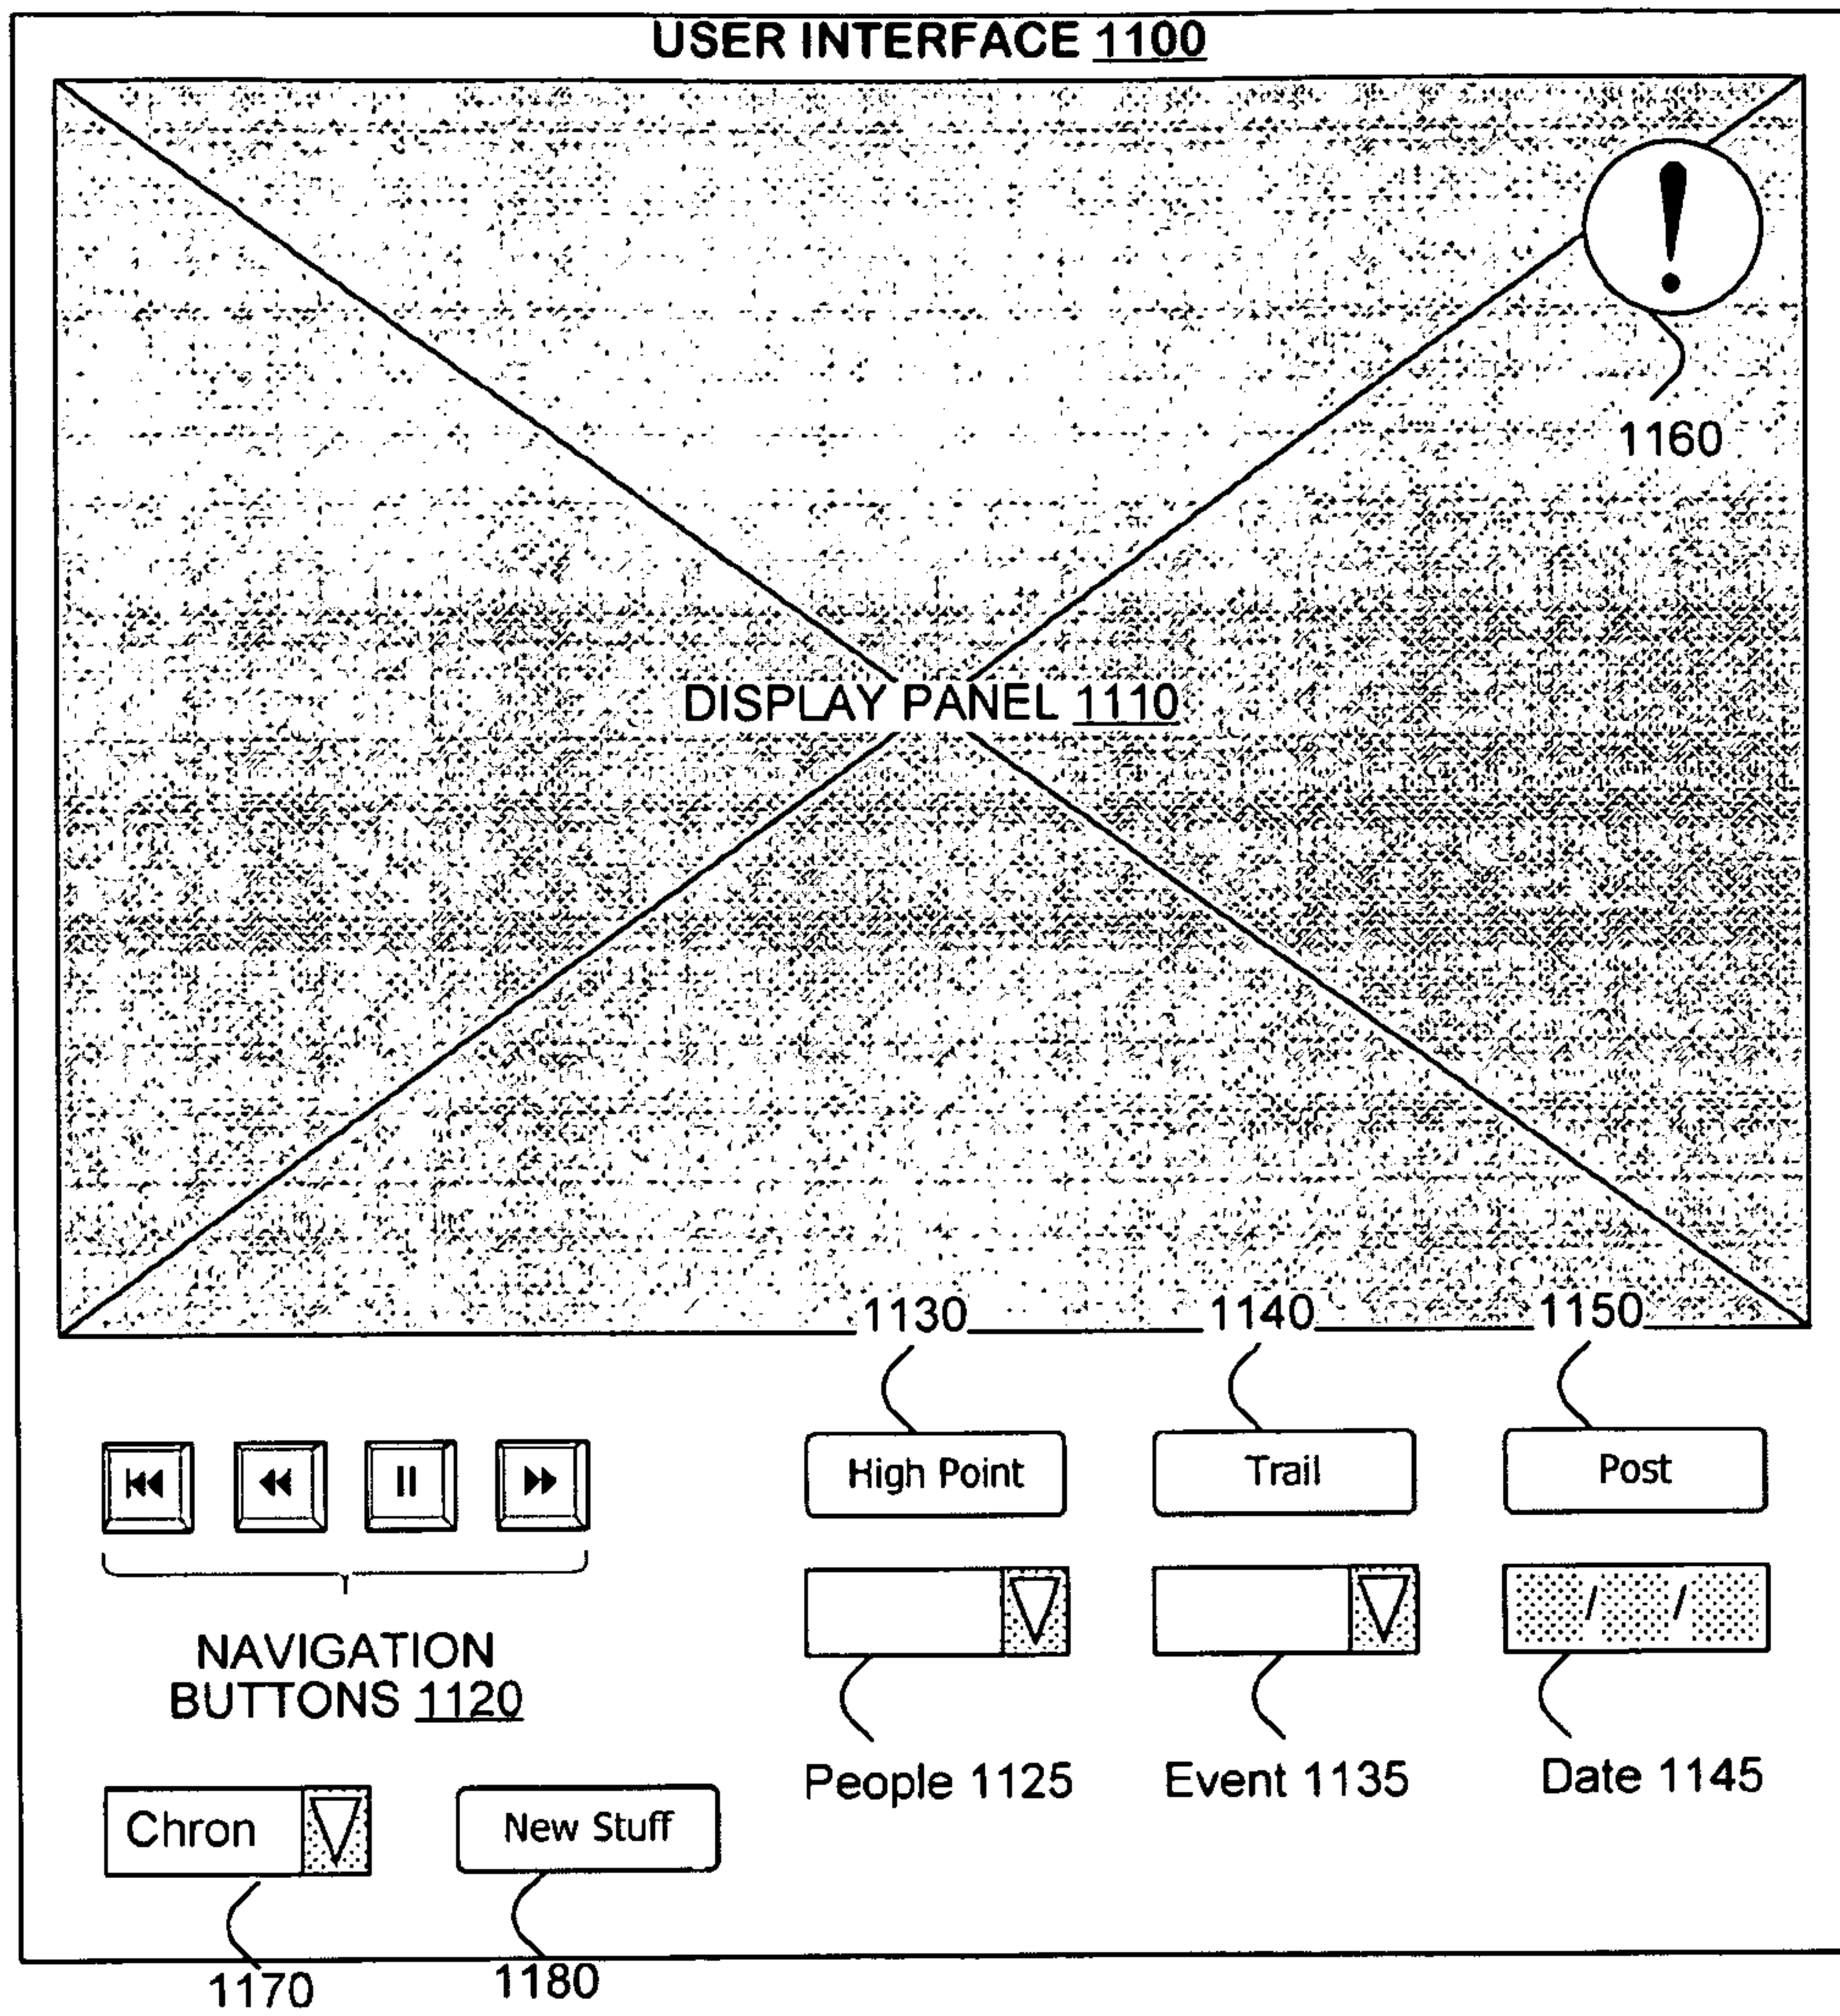 USER INTERFACE 1100
!
1160
DISPLAY PANEL 1110
1130 1140 1150
High Point Trail Post
/ /
NAVIGATION
BUTTONS 1120
People 1125 Event 1135 Date 1145
Chron New Stuff
1170 1180